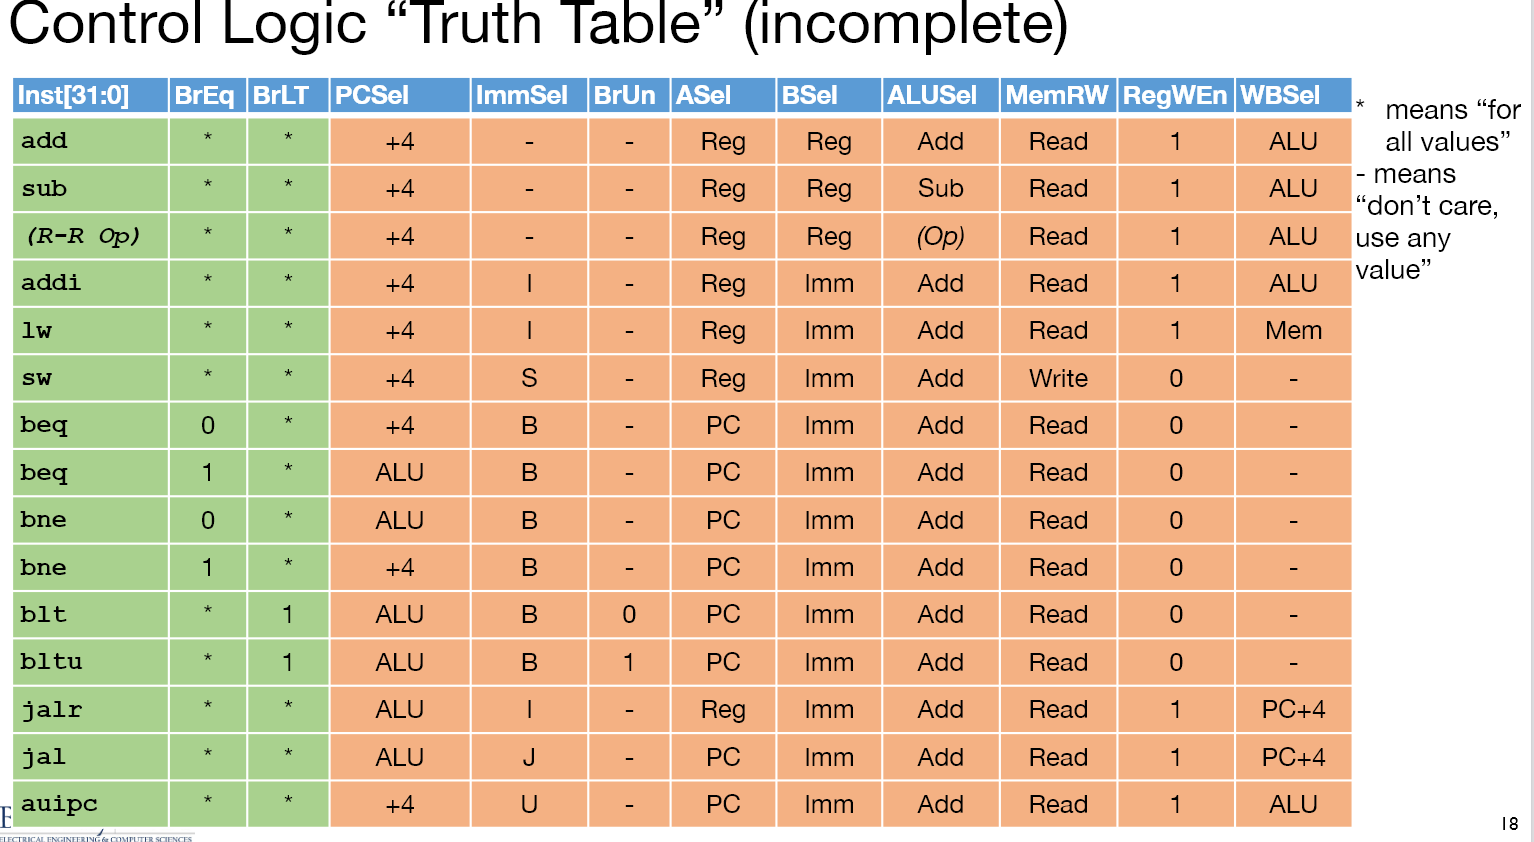 Control Logic “Truth Table” (incomplete)
Inst[31:0] BrEq BrLT PCSel ImmSel BrUn ASel BSel ALUSel MemRW RegWEn WBSel
add * * +4 - - Reg Reg Add Read 1 ALU
sub * * +4 - - Reg Reg Sub Read 1 ALU
(R-R Op) * * +4 - - Reg Reg (Op) Read 1 ALU
addi * * +4 I - Reg Imm Add Read 1 ALU
lw * * +4 I - Reg Imm Add Read 1 Mem
sw * * +4 S - Reg Imm Add Write 0 -
beq 0 * +4 B - PC Imm Add Read 0 -
beq 1 * ALU B - PC Imm Add Read 0 -
bne 0 * ALU B - PC Imm Add Read 0 -
bne 1 * +4 B - PC Imm Add Read 0 -
blt * 1 ALU B 0 PC Imm Add Read 0 -
bltu * 1 ALU B 1 PC Imm Add Read 0 -
jalr * * ALU I - Reg Imm Add Read 1 PC+4
jal * * ALU J - PC Imm Add Read 1 PC+4
auipc * * +4 U - PC Imm Add Read 1 ALU
* means “for
all values”
- means
“don’t care,
use any
value”
ELECTRICAL ENGINEERING & COMPUTER SCIENCES
18